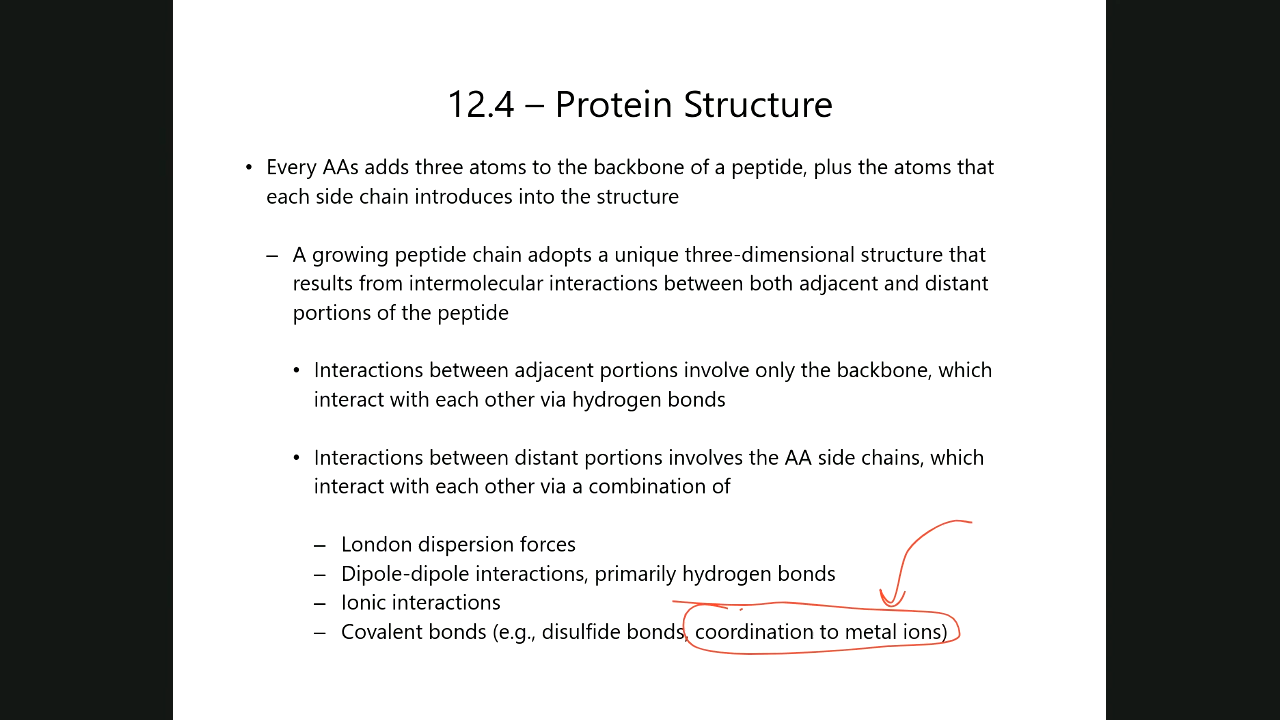 12.4 – Protein Structure
• Every AAs adds three atoms to the backbone of a peptide, plus the atoms that
each side chain introduces into the structure
– A growing peptide chain adopts a unique three-dimensional structure that
results from intermolecular interactions between both adjacent and distant
portions of the peptide
• Interactions between adjacent portions involve only the backbone, which
interact with each other via hydrogen bonds
• Interactions between distant portions involves the AA side chains, which
interact with each other via a combination of
– London dispersion forces
– Dipole-dipole interactions, primarily hydrogen bonds
– Ionic interactions
– Covalent bonds (e.g., disulfide bonds, coordination to metal ions)